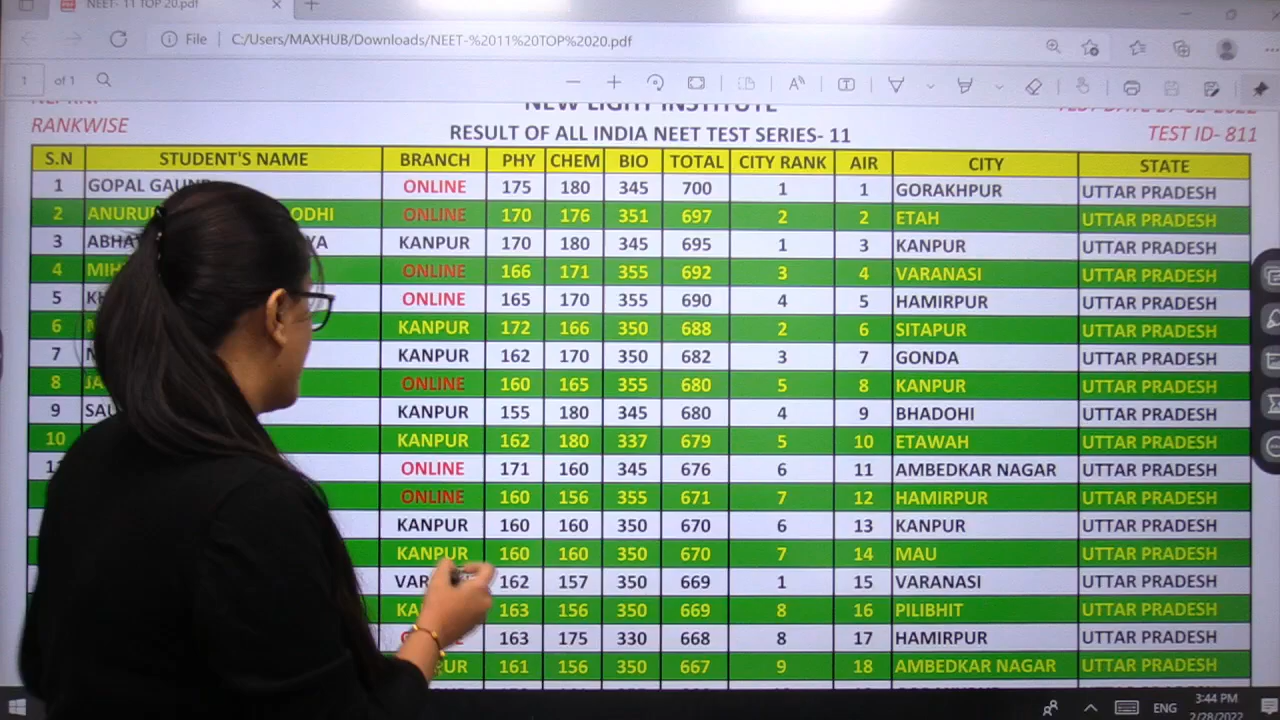 NEET- 11 TOP 20.pdf
File C:/Users/MAXHUB/Downloads/NEET-%2011%20TOP%2020.pdf
1 of 1
NEW LIGHT INSTITUTE
RANKWISE RESULT OF ALL INDIA NEET TEST SERIES- 11 TEST ID- 811
S.N STUDENT'S NAME BRANCH PHY CHEM BIO TOTAL CITY RANK AIR CITY STATE
1 GOPAL ONLINE 175 180 345 700 1 1 GORAKHPUR UTTAR PRADESH
2 ONLINE 170 176 351 697 2 2 ETAH UTTAR PRADESH
3 KANPUR 170 180 345 695 1 3 KANPUR UTTAR PRADESH
4 ONLINE 166 171 355 692 3 4 VARANASI UTTAR PRADESH
5 ONLINE 165 170 355 690 4 5 HAMIRPUR UTTAR PRADESH
6 KANPUR 172 166 350 688 2 6 SITAPUR UTTAR PRADESH
7 KANPUR 162 170 350 682 3 7 GONDA UTTAR PRADESH
8 ONLINE 160 165 355 680 5 8 KANPUR UTTAR PRADESH
9 KANPUR 155 180 345 680 4 9 BHADOHI UTTAR PRADESH
10 KANPUR 162 180 337 679 5 10 ETAWAH UTTAR PRADESH
ONLINE 171 160 345 676 6 11 AMBEDKAR NAGAR UTTAR PRADESH
ONLINE 160 156 355 671 7 12 HAMIRPUR UTTAR PRADESH
KANPUR 160 160 350 670 6 13 KANPUR UTTAR PRADESH
KANPUR 160 160 350 670 7 14 MAU UTTAR PRADESH
162 157 350 669 1 15 VARANASI UTTAR PRADESH
163 156 350 669 8 16 PILIBHIT UTTAR PRADESH
163 175 330 668 8 17 HAMIRPUR UTTAR PRADESH
161 156 350 667 9 18 AMBEDKAR NAGAR UTTAR PRADESH
ENG 3:44 PM
2/28/2022